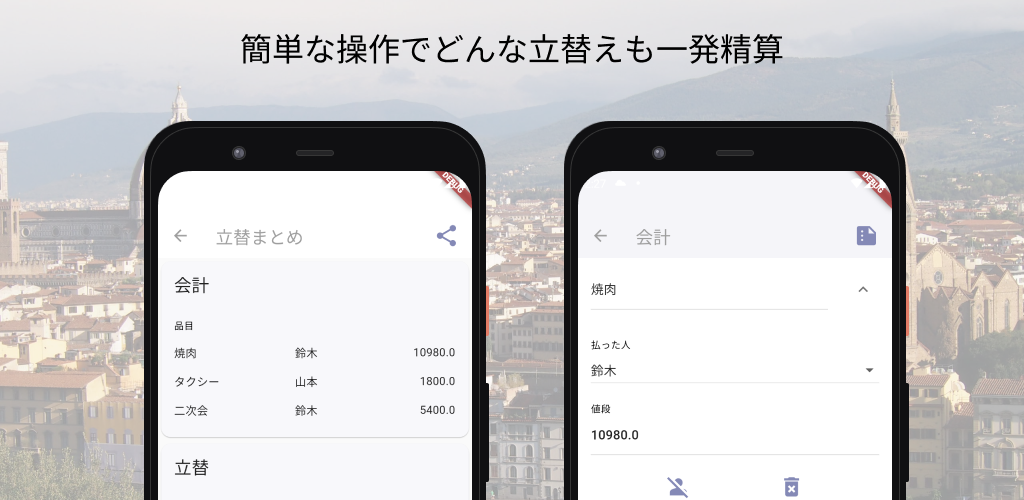 簡単な操作でどんな立替えも一発精算
DEBUG
立替まとめ
会計
品目
焼肉 鈴木 10980.0
タクシー 山本 1800.0
二次会 鈴木 5400.0
立替
DEBUG
会計
焼肉
払った人
鈴木
値段
10980.0